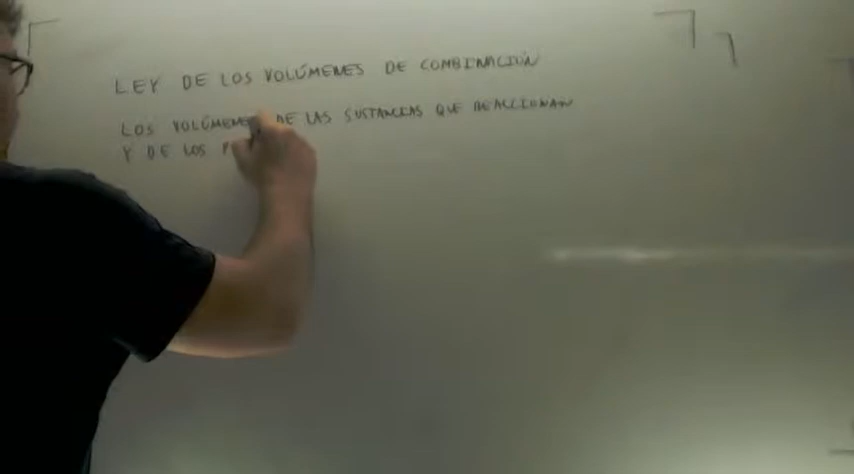 LEY DE LOS VOLÚMENES DE COMBINACIÓN
LOS VOLÚMENES DE LAS SUSTANCIAS QUE REACCIONAN
Y DE LOS P